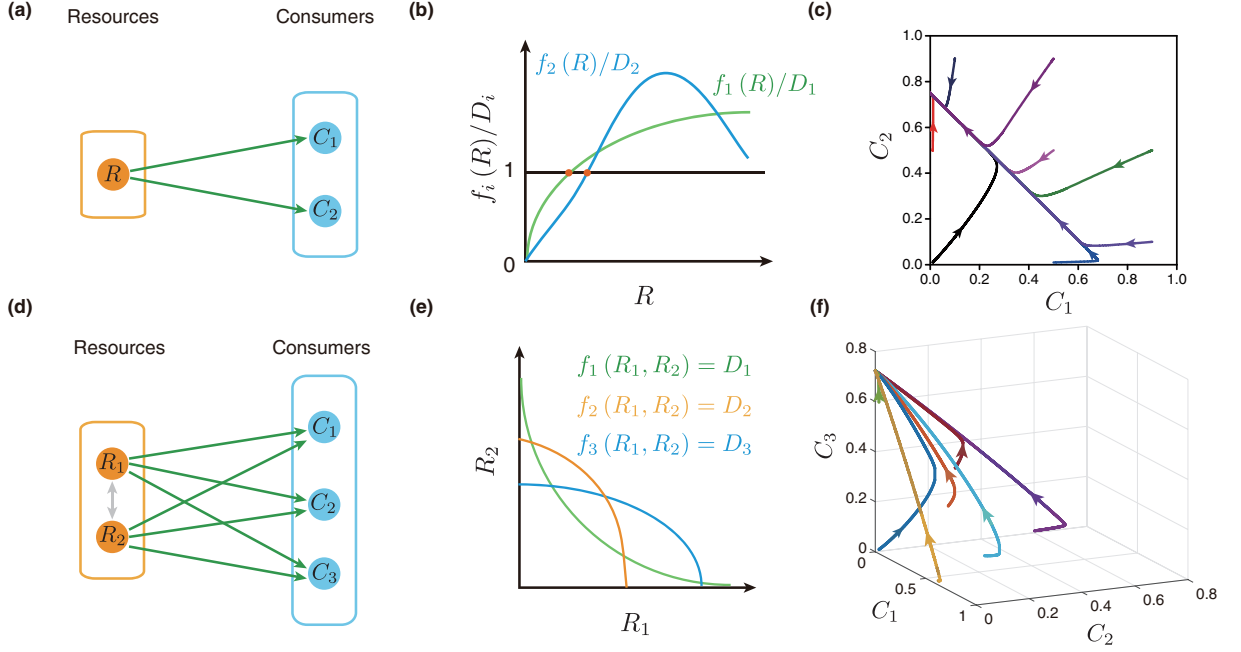 (a)
Resources
Consumers
R
C₁
C₂
(b)
f₂ (R)/D₂
f₁ (R)/D₁
fᵢ (R)/Dᵢ
1
0
R
(c)
1.0
0.8
0.6
0.4
0.2
0.0
C₂
0.0 0.2 0.4 0.6 0.8 1.0
C₁
(d)
Resources
Consumers
R₁
R₂
C₁
C₂
C₃
(e)
f₁ (R₁, R₂) = D₁
f₂ (R₁, R₂) = D₂
f₃ (R₁, R₂) = D₃
R₂
R₁
(f)
0.8
0.6
0.4
0.2
0
C₃
0
0.5
1
C₁
0 0.2 0.4 0.6 0.8
C₂